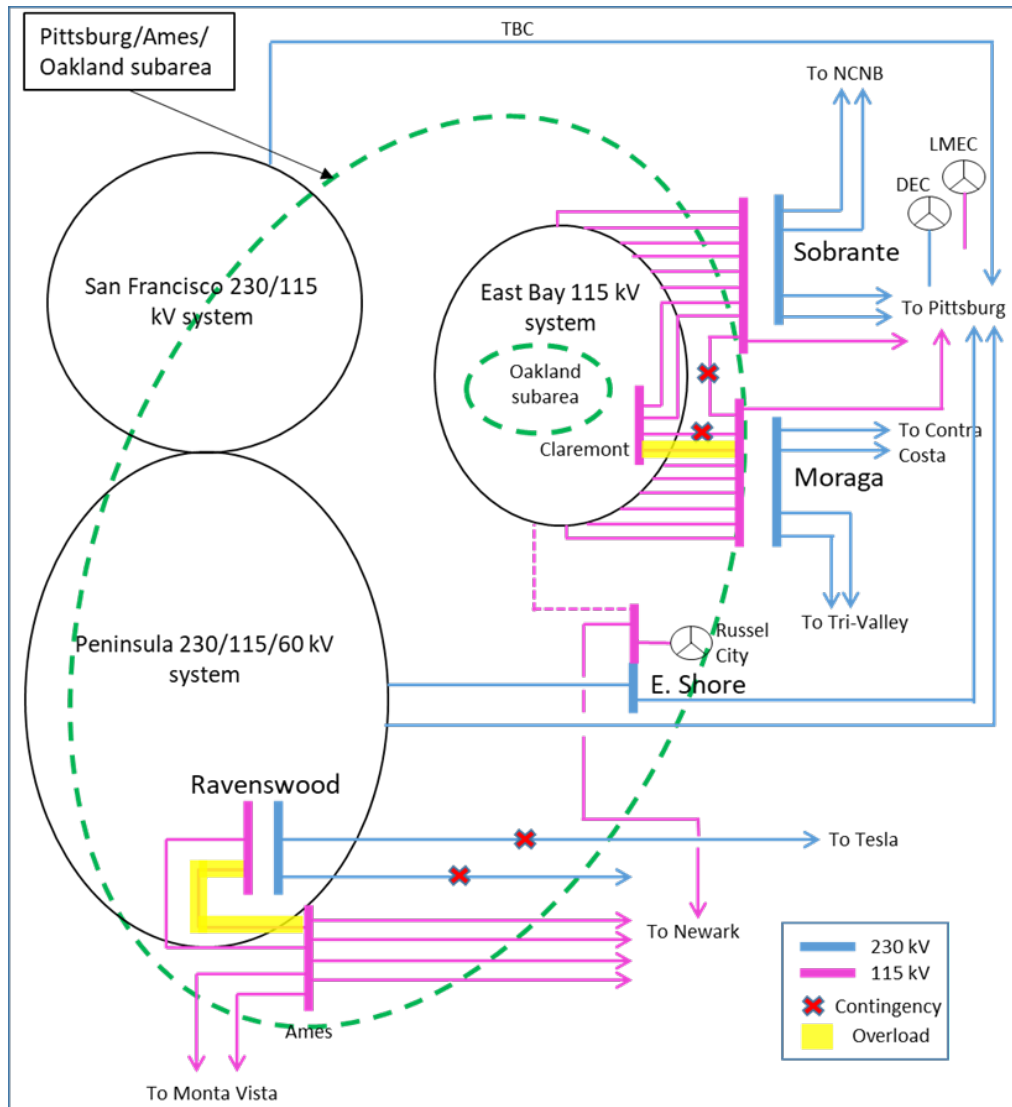 Pittsburg/Ames/
Oakland subarea
TBC
To NCNB
LMEC
DEC
Sobrante
San Francisco 230/115
kV system
East Bay 115 kV
system
To Pittsburg
Oakland
subarea
Claremont
To Contra
Costa
Moraga
To Tri-Valley
Russel
City
Peninsula 230/115/60 kV
system
E. Shore
Ravenswood
To Tesla
To Newark
230 kV
115 kV
Contingency
Overload
Ames
To Monta Vista